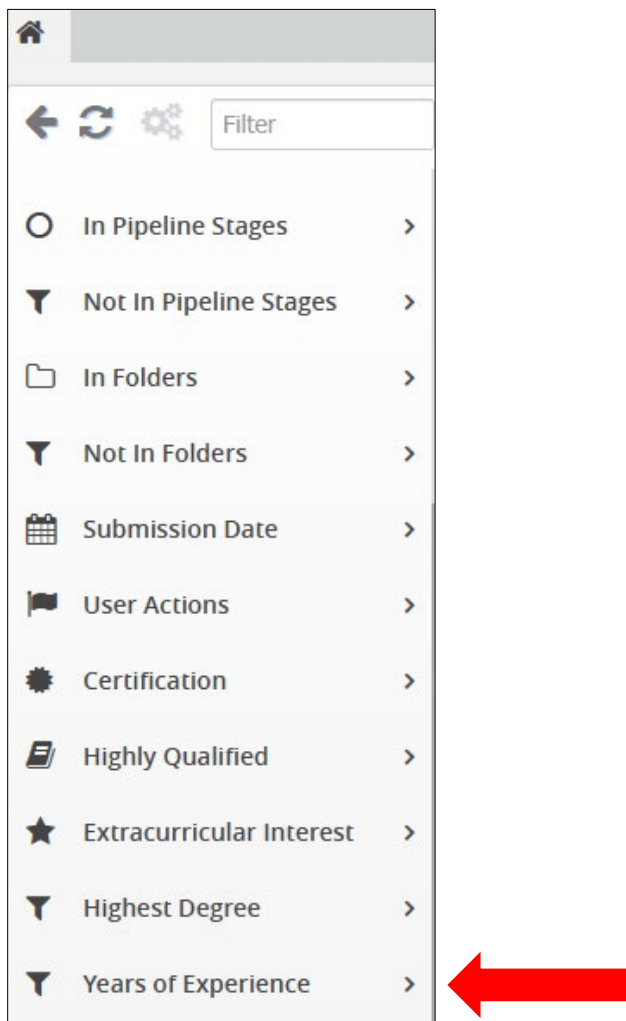 Filter
In Pipeline Stages
Not In Pipeline Stages
In Folders
Not In Folders
Submission Date
User Actions
Certification
Highly Qualified
Extracurricular Interest
Highest Degree
Years of Experience